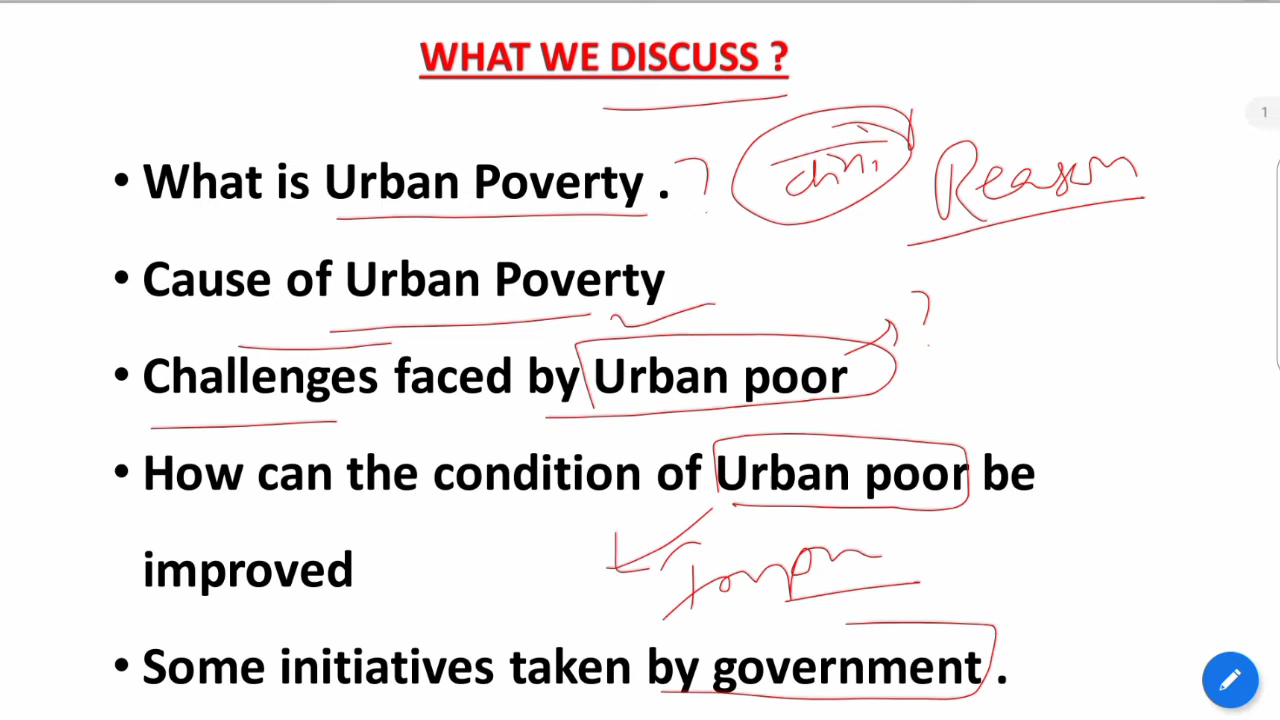 WHAT WE DISCUSS ?
1
• What is Urban Poverty . ?
Reason
• Cause of Urban Poverty
?
• Challenges faced by Urban poor
• How can the condition of Urban poor be
improved
• Some initiatives taken by government .